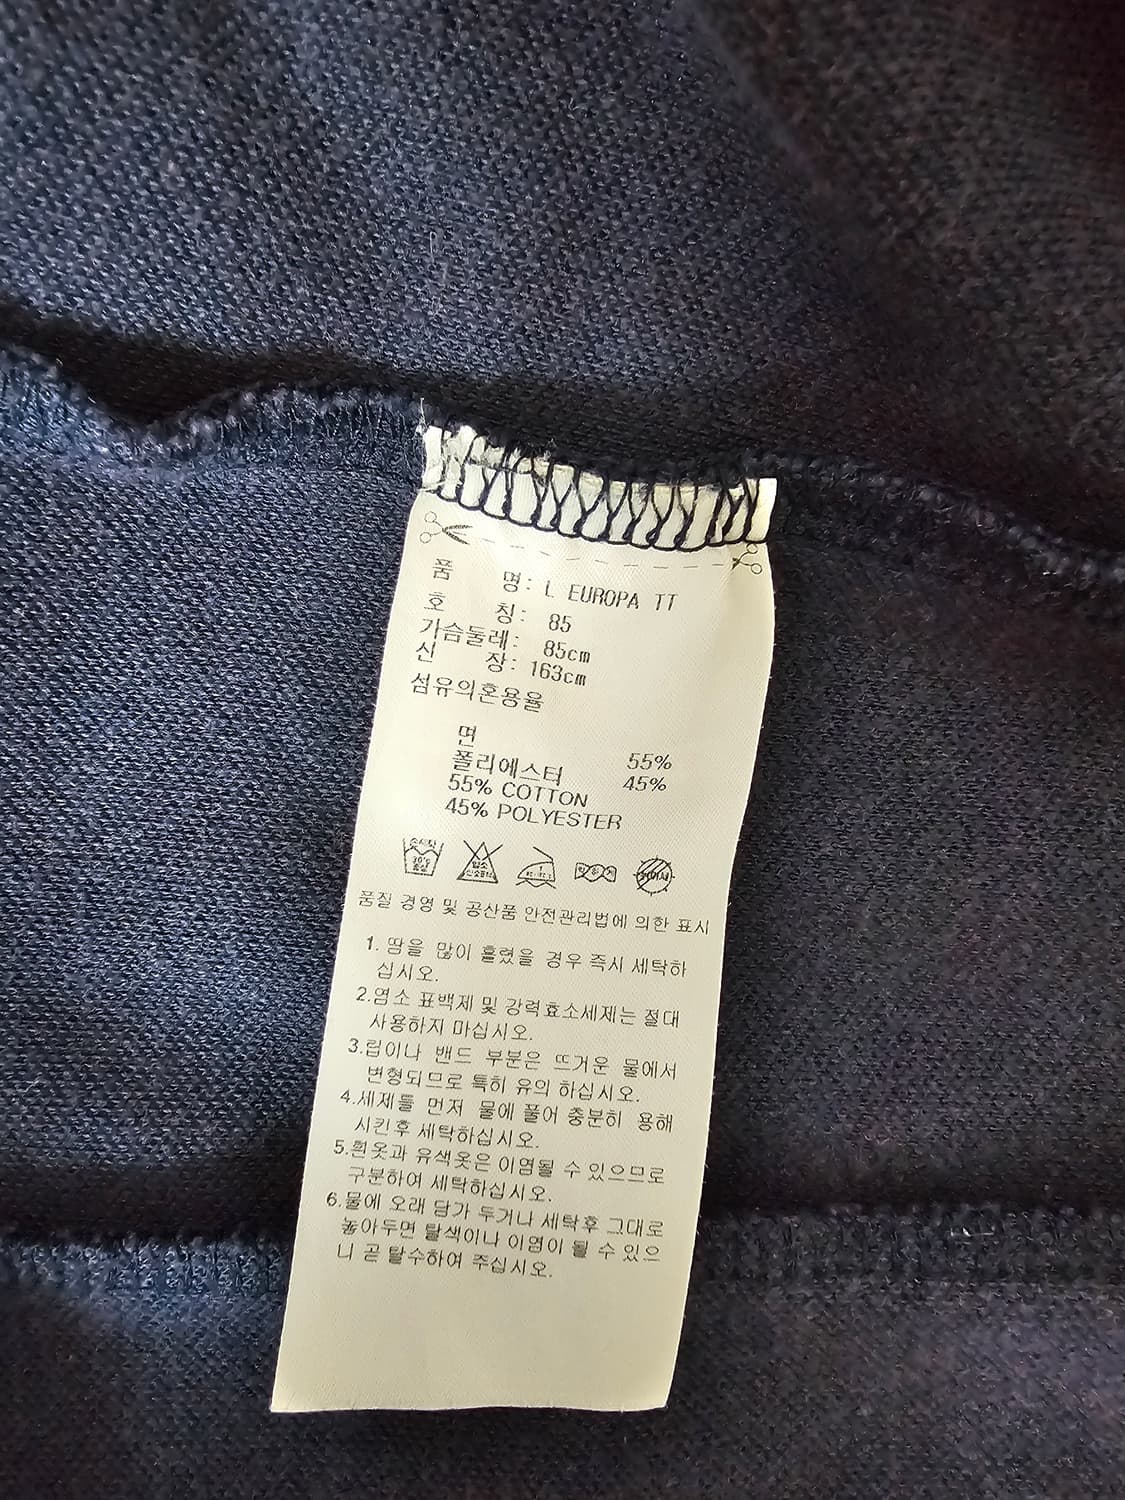 품 명: L EUROPA TT
호 칭: 85
가슴둘레: 85cm
신 장: 163cm
섬유의혼용율
면 55%
폴리에스터 45%
55% COTTON
45% POLYESTER
손세탁 염소
30℃
중성
품질 경영 및 공산품 안전관리법에 의한 표시
1. 땀을 많이 흘렸을 경우 즉시 세탁하
십시오.
2.염소 표백제 및 강력효소세제는 절대
사용하지 마십시오.
3.립이나 밴드 부분은 뜨거운 물에서
변형되므로 특히 유의 하십시오.
4.세제를 먼저 물에 풀어 충분히 용해
시킨후 세탁하십시오.
5.흰옷과 유색옷은 이염될 수 있으므로
구분하여 세탁하십시오.
6.물에 오래 담가 두거나 세탁후 그대로
놓아두면 탈색이나 이염이 될 수 있으
니 곧 탈수하여 주십시오.